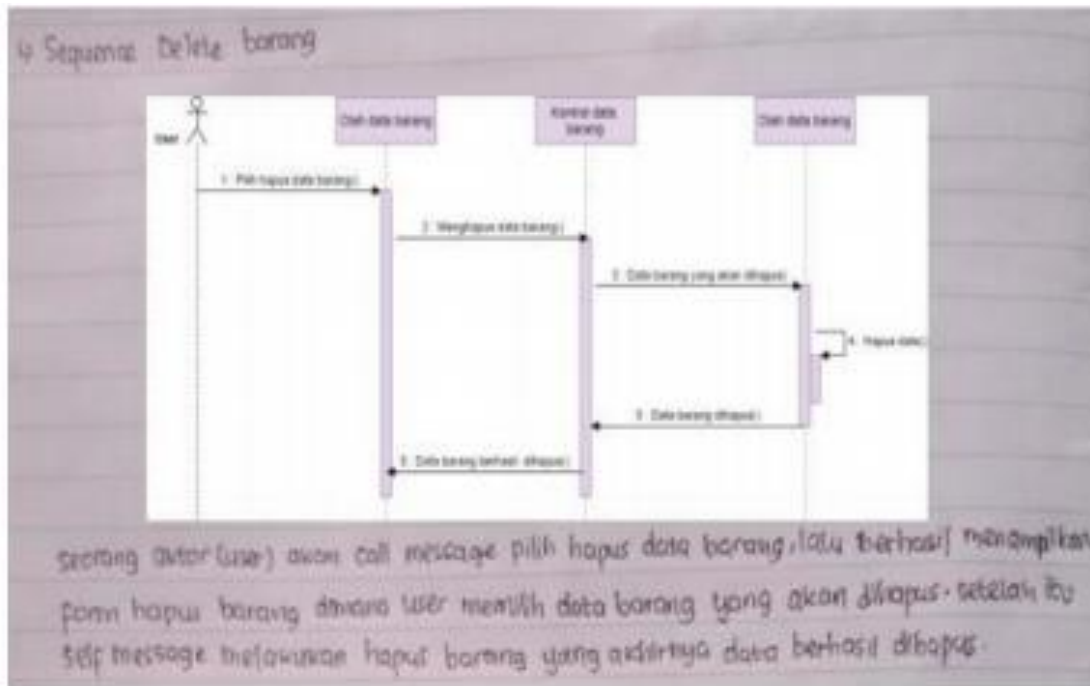 4 Sequence Delete barang
User
Olah data barang
Kontrol data
barang
Olah data barang
1 : Pilih hapus data barang()
2 : Menghapus data barang()
3 : Data barang yang akan dihapus()
4 : Hapus data()
5 : Data barang dihapus()
6 : Data barang berhasil dihapus()
seorang aktor (user) akan call message pilih hapus data barang, lalu berhasil menampilkan
form hapus barang dimana user memilih data barang yang akan dihapus. setelah itu
self message melakukan hapus barang yang akhirnya data berhasil dihapus.